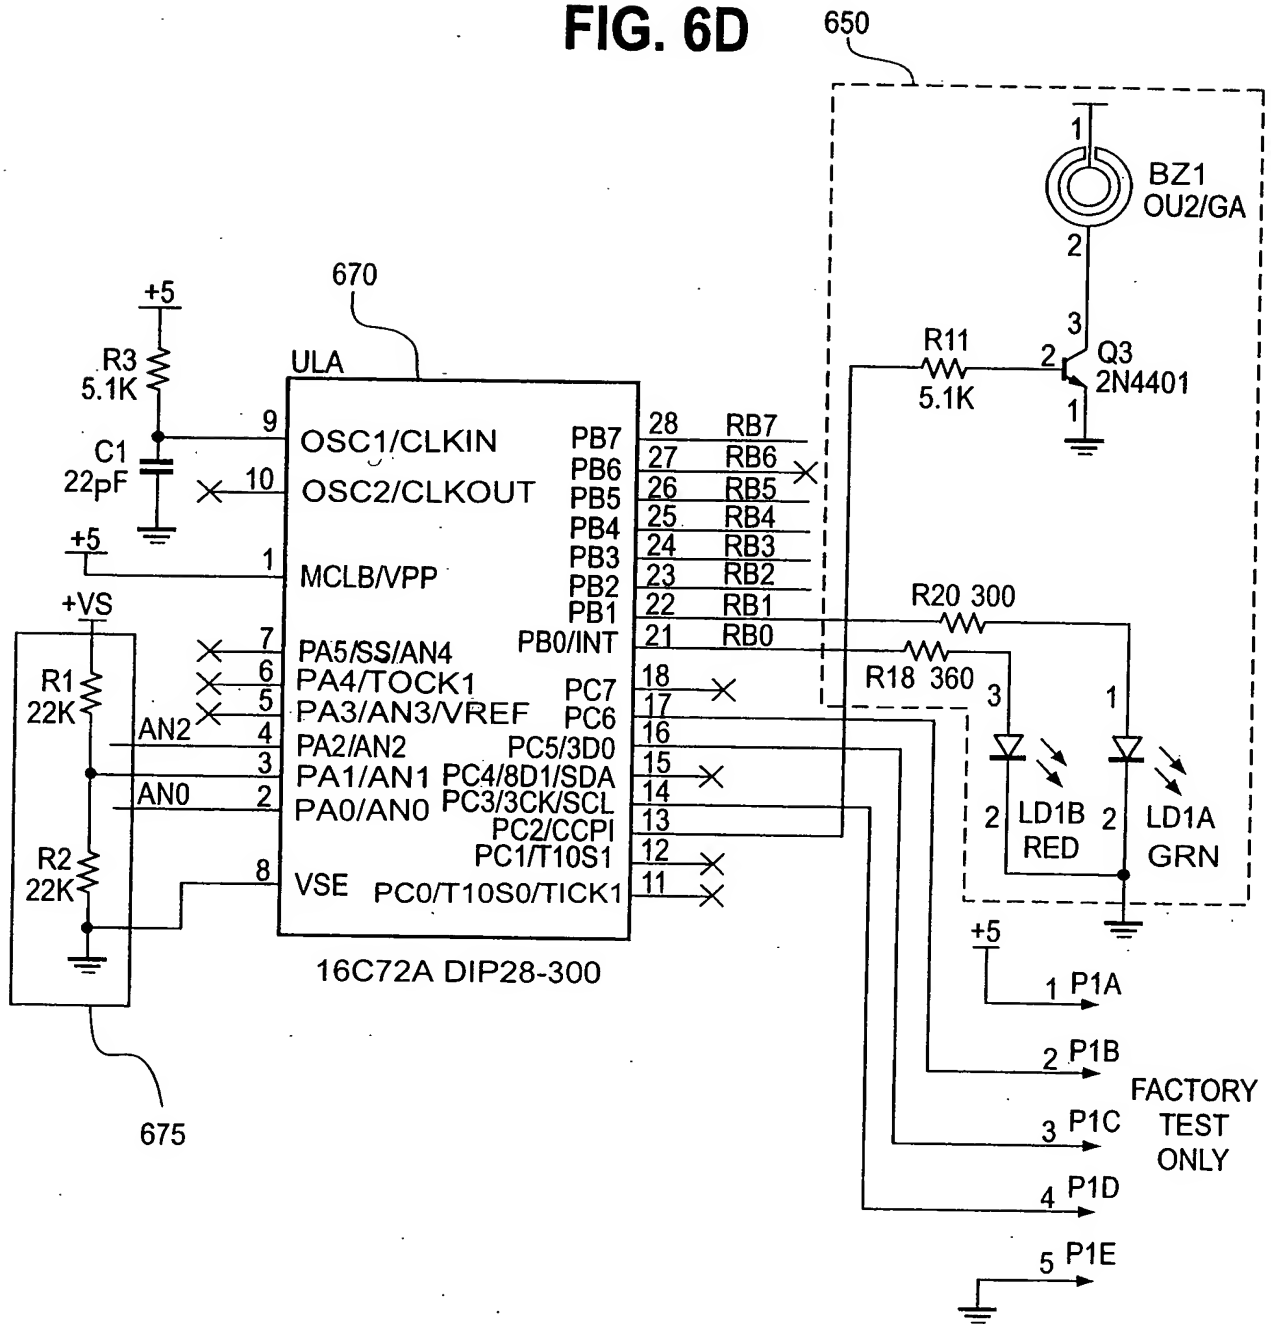 FIG. 6D
650
1
BZ1
OU2/GA
2
670
+5
3
R11
Q3
2
2N4401
5.1K
1
R3
5.1K
ULA
9
OSC1/CLKIN
C1
22pF
10
OSC2/CLKOUT
+5
1
MCLB/VPP
+VS
7
PA5/SS/AN4
6
PA4/TOCK1
5
PA3/AN3/VREF
R1
22K
AN2
4
PA2/AN2
3
PA1/AN1
AN0
2
PA0/AN0
R2
22K
8
VSE
PB7 28 RB7
PB6 27 RB6
PB5 26 RB5
PB4 25 RB4
PB3 24 RB3
PB2 23 RB2
PB1 22 RB1
PB0/INT 21 RB0
PC7 18
PC6 17
PC5/3D0 16
PC4/8D1/SDA 15
PC3/3CK/SCL 14
PC2/CCPI 13
PC1/T10S1 12
PC0/T10S0/TICK1 11
R20 300
R18 360
3
1
2
LD1B
RED
2
LD1A
GRN
16C72A DIP28-300
675
+5
1 P1A
2 P1B
3 P1C
4 P1D
5 P1E
FACTORY
TEST
ONLY